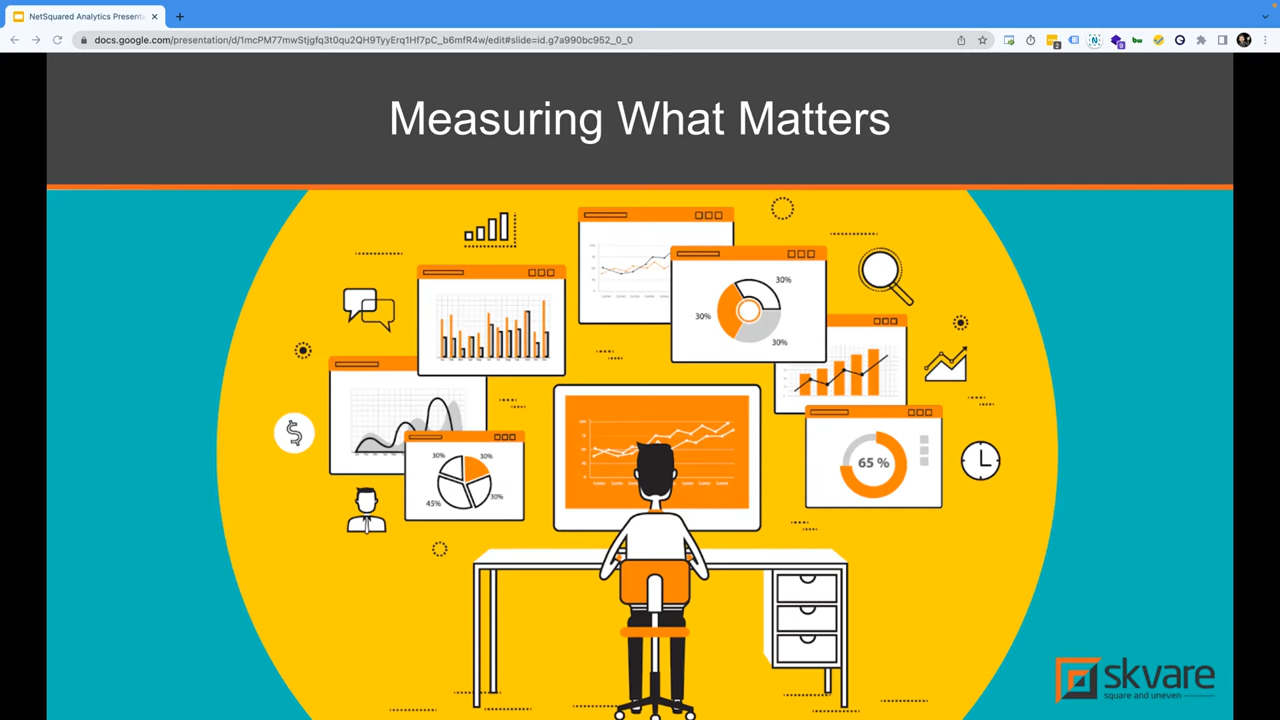 NetSquared Analytics Presenta
docs.google.com/presentation/d/1mcPM77mwStjgfq3t0qu2QH9TyyErq1Hf7pC_b6mfR4w/edit#slide=id.g7a990bc952_0_0
Measuring What Matters
30%
30%
30%
$
65 %
30%
30%
45%
30%
skvare
square and uneven